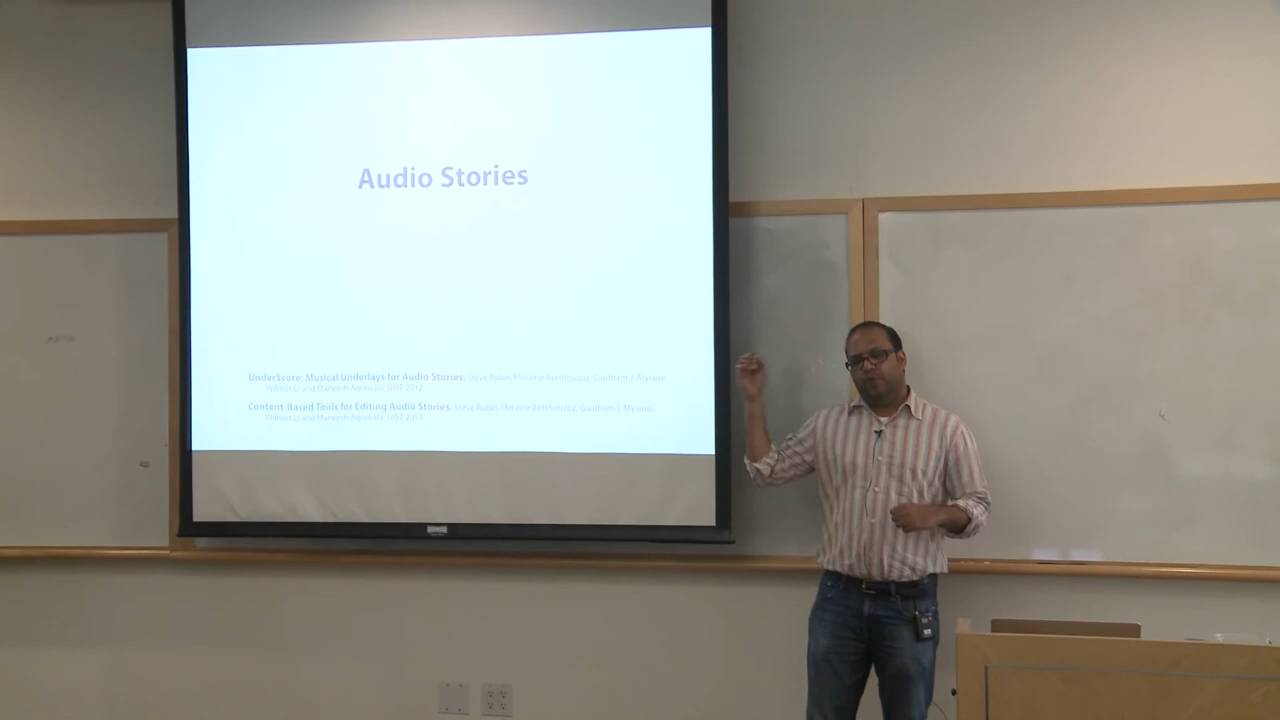 Audio Stories
UnderScore: Musical Underlays for Audio Stories. Steve Rubin, Floraine Berthouzoz, Gautham J. Mysore,
Wilmot Li and Maneesh Agrawala, UIST 2012
Content-Based Tools for Editing Audio Stories. Steve Rubin, Floraine Berthouzoz, Gautham J. Mysore,
Wilmot Li and Maneesh Agrawala, UIST 2013